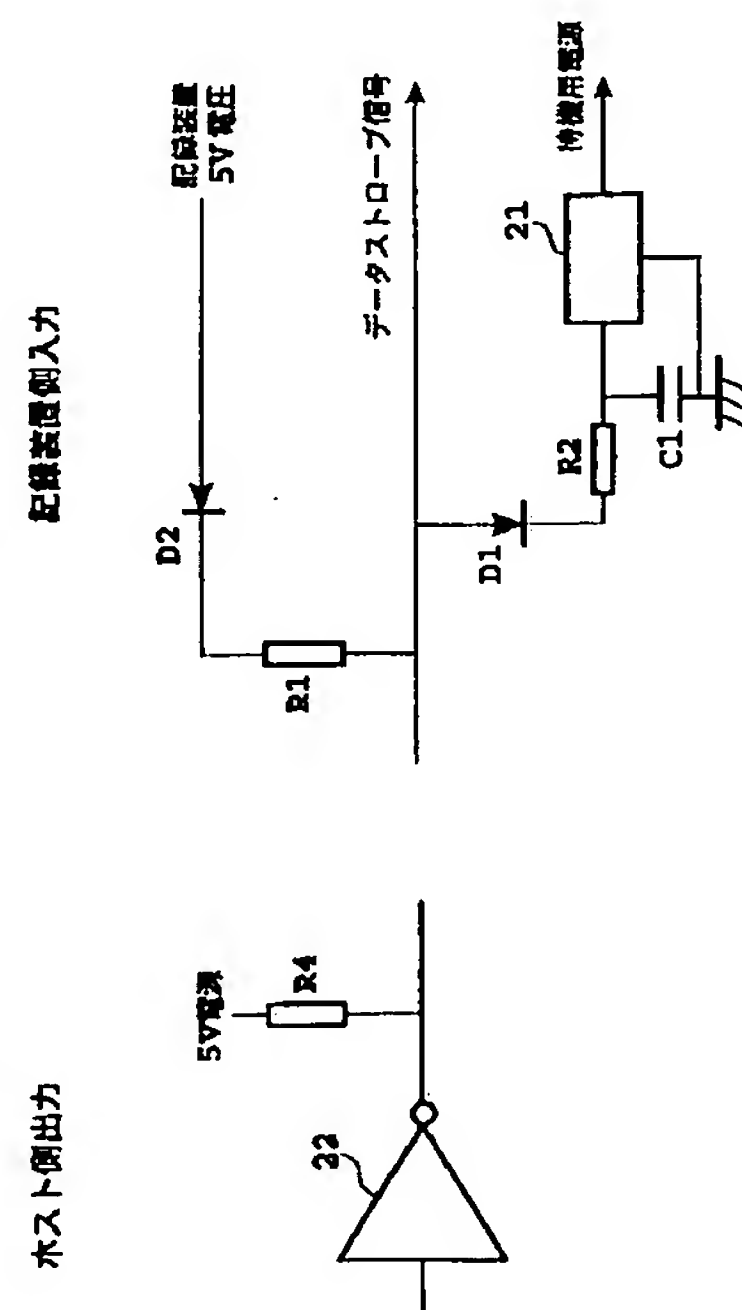 ホスト側出力
記録装置側入力
5V電源
R4
22
記録装置
5V 電圧
D2
R1
データストローブ信号
D1
R2
C1
21
待機用電源